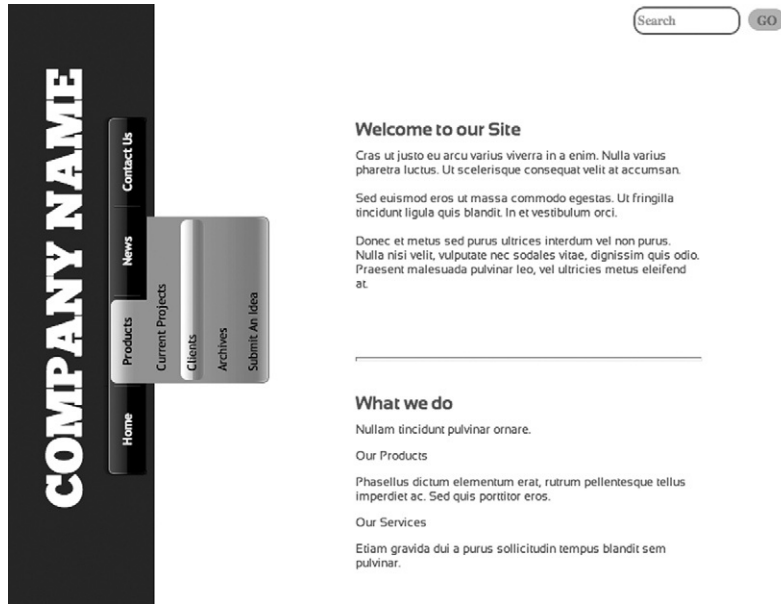 Search
GO
COMPANY NAME
Home
Products
News
Contact Us
Current Projects
Clients
Archives
Submit An Idea
Welcome to our Site
Cras ut justo eu arcu varius viverra in a enim. Nulla varius
pharetra luctus. Ut scelerisque consequat velit at accumsan.
Sed euismod eros ut massa commodo egestas. Ut fringilla
tincidunt ligula quis blandit. In et vestibulum orci.
Donec et metus sed purus ultrices interdum vel non purus.
Nulla nisi velit, vulputate nec sodales vitae, dignissim quis odio.
Praesent malesuada pulvinar leo, vel ultricies metus eleifend
at.
What we do
Nullam tincidunt pulvinar ornare.
Our Products
Phasellus dictum elementum erat, rutrum pellentesque tellus
imperdiet ac. Sed quis porttitor eros.
Our Services
Etiam gravida dui a purus sollicitudin tempus blandit sem
pulvinar.